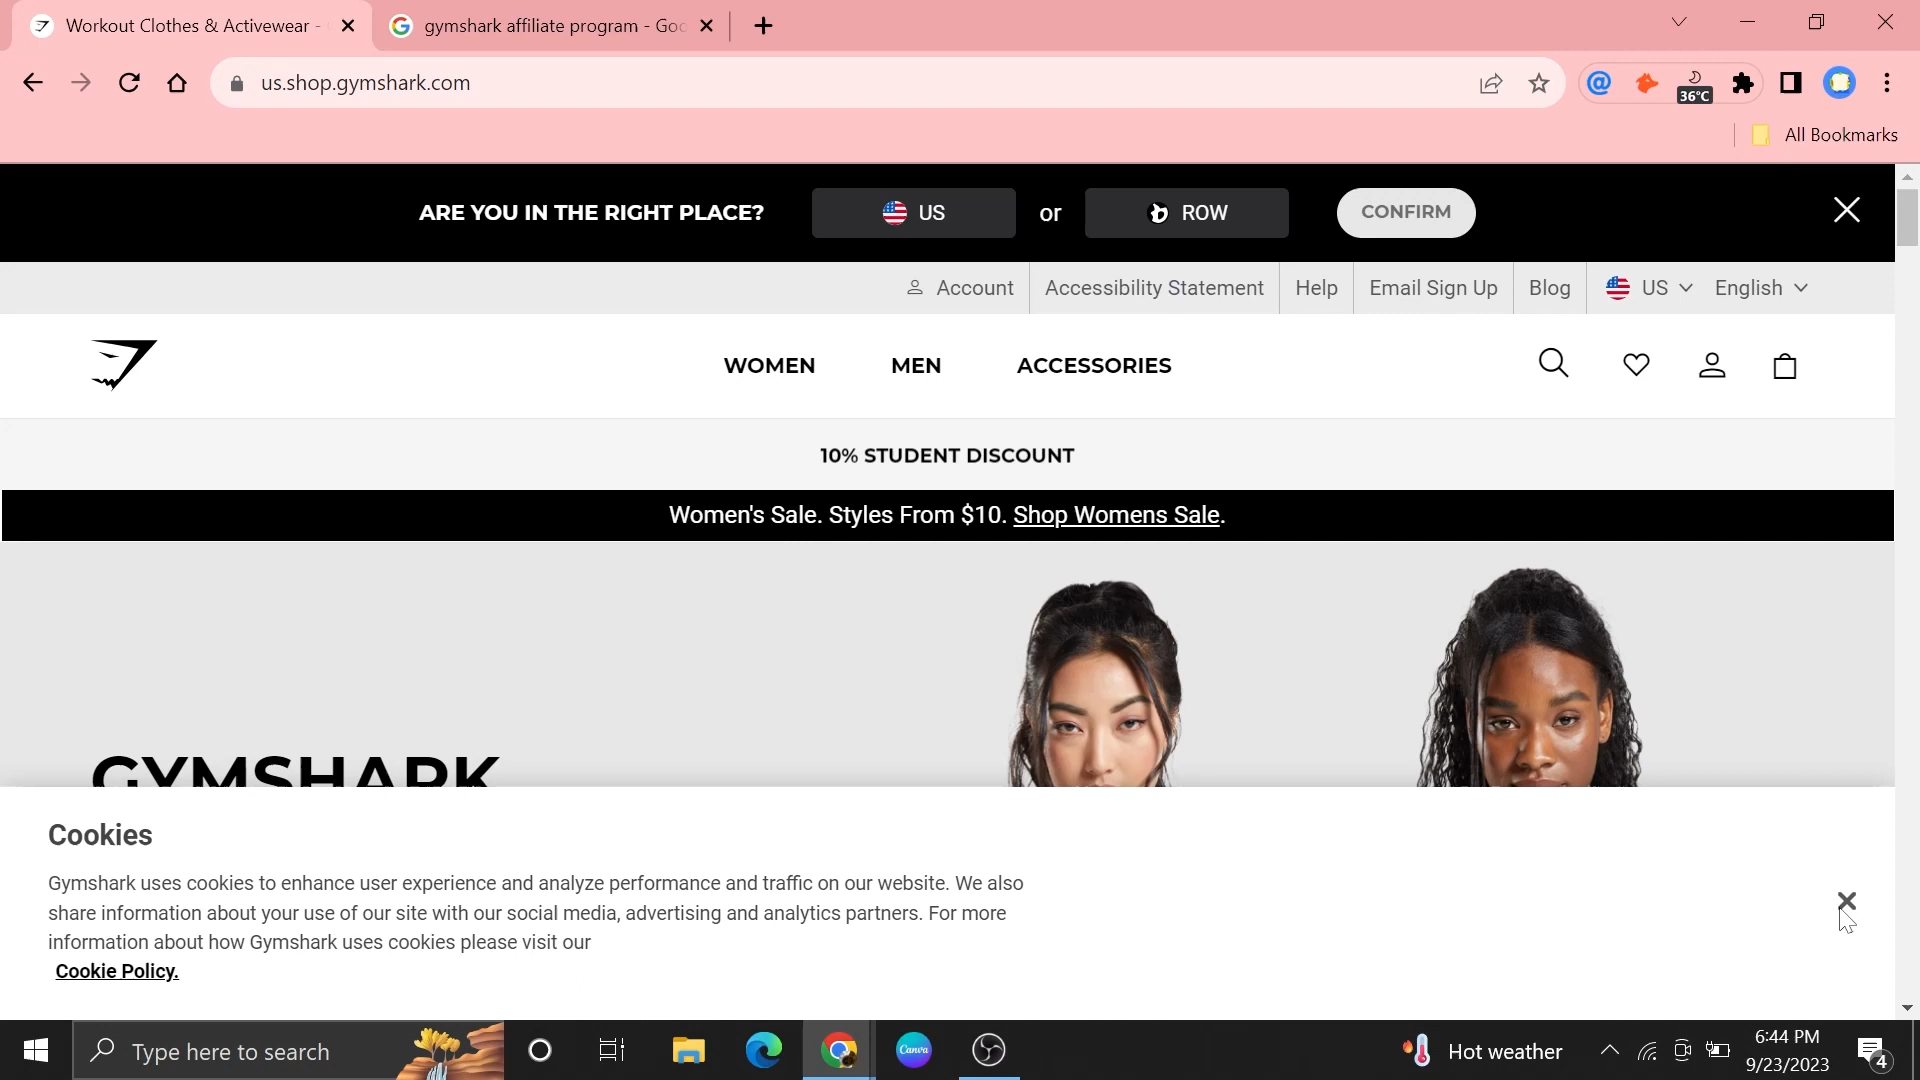 Workout Clothes & Activewear -
gymshark affiliate program - Goo
us.shop.gymshark.com
36°C
All Bookmarks
ARE YOU IN THE RIGHT PLACE?
US
or
ROW
CONFIRM
Account
Accessibility Statement
Help
Email Sign Up
Blog
US
English
WOMEN
MEN
ACCESSORIES
10% STUDENT DISCOUNT
Women's Sale. Styles From $10. Shop Womens Sale.
GYMSHARK
Cookies
Gymshark uses cookies to enhance user experience and analyze performance and traffic on our website. We also
share information about your use of our site with our social media, advertising and analytics partners. For more
information about how Gymshark uses cookies please visit our
Cookie Policy.
Type here to search
Canva
Hot weather
6:44 PM
9/23/2023
4